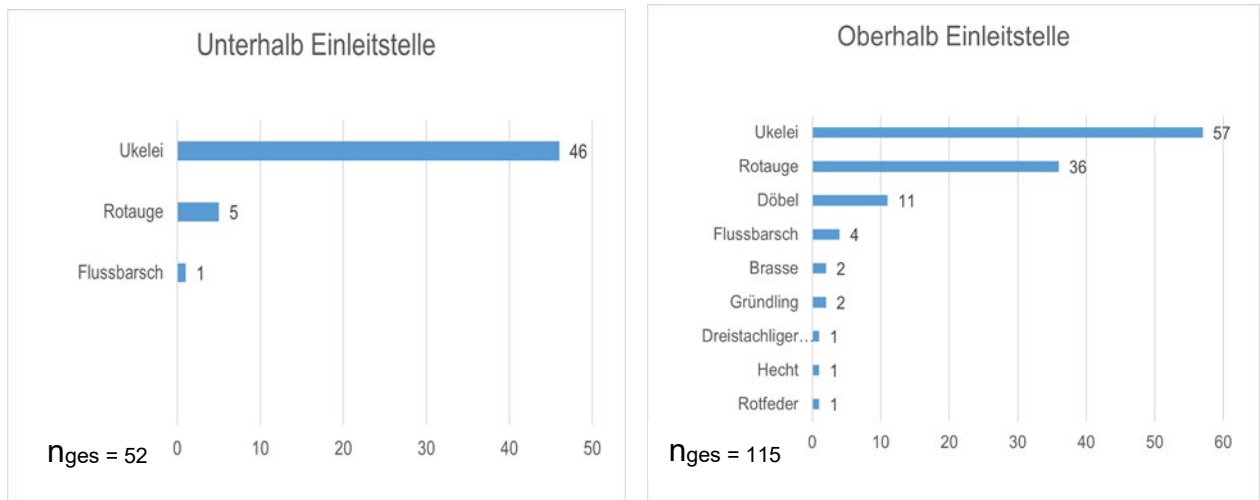 Unterhalb Einleitstelle
Ukelei 46
Rotauge 5
Flussbarsch 1
0 10 20 30 40 50
nges = 52
Oberhalb Einleitstelle
Ukelei 57
Rotauge 36
Döbel 11
Flussbarsch 4
Brasse 2
Gründling 2
Dreistachliger... 1
Hecht 1
Rotfeder 1
0 10 20 30 40 50 60
nges = 115